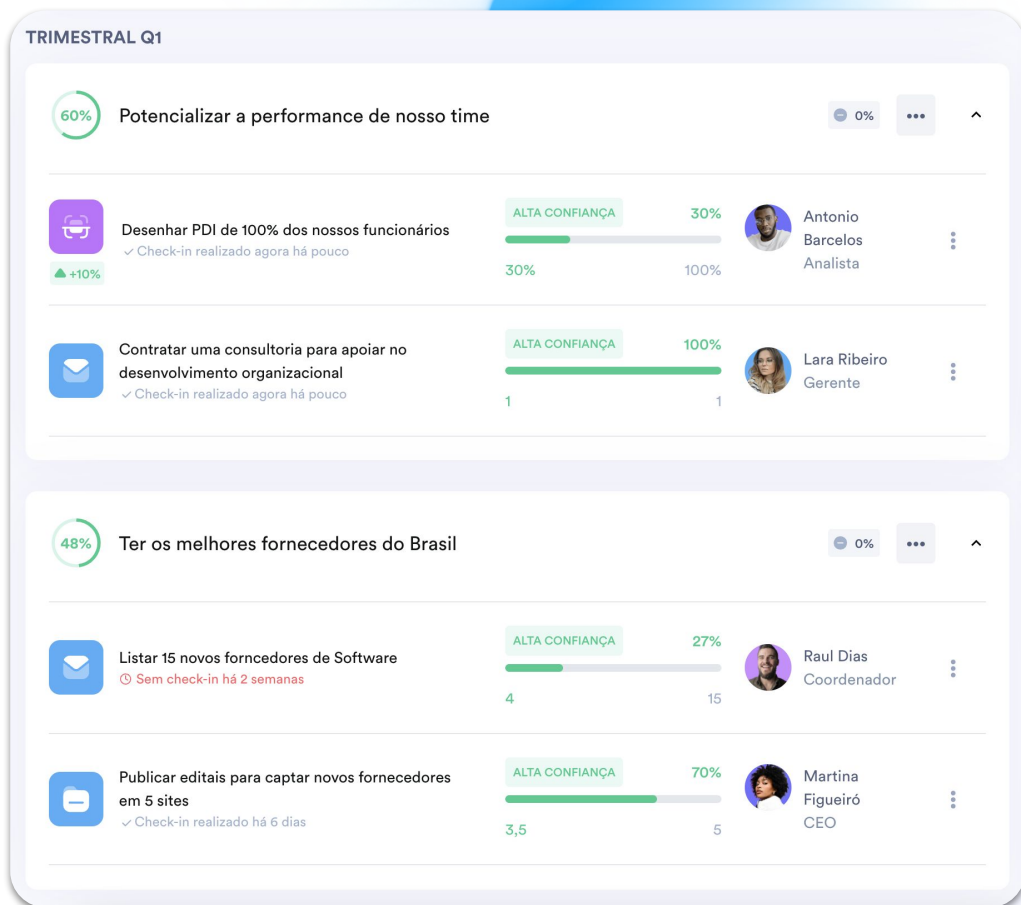 TRIMESTRAL Q1
60%
Potencializar a performance de nosso time
0%
Desenhar PDI de 100% dos nossos funcionários
Check-in realizado agora há pouco
+10%
ALTA CONFIANÇA
30%
30%
100%
Antonio
Barcelos
Analista
Contratar uma consultoria para apoiar no
desenvolvimento organizacional
Check-in realizado agora há pouco
ALTA CONFIANÇA
100%
1
1
Lara Ribeiro
Gerente
48%
Ter os melhores fornecedores do Brasil
0%
Listar 15 novos forncedores de Software
Sem check-in há 2 semanas
ALTA CONFIANÇA
27%
4
15
Raul Dias
Coordenador
Publicar editais para captar novos fornecedores
em 5 sites
Check-in realizado há 6 dias
ALTA CONFIANÇA
70%
3,5
5
Martina
Figueiró
CEO